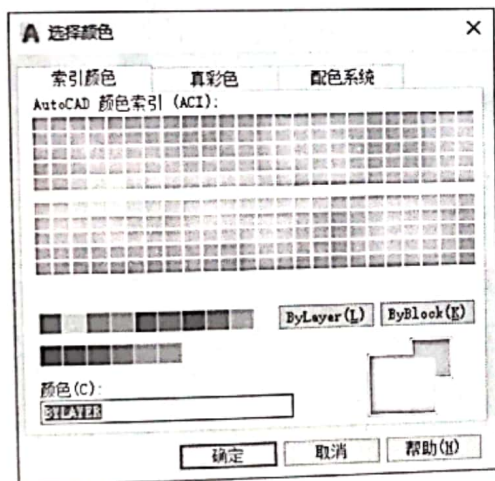 选择颜色
索引颜色 真彩色 配色系统
AutoCAD 颜色索引 (ACI):
ByLayer(L) ByBlock(K)
颜色(C):
BYLAYER
确定 取消 帮助(H)